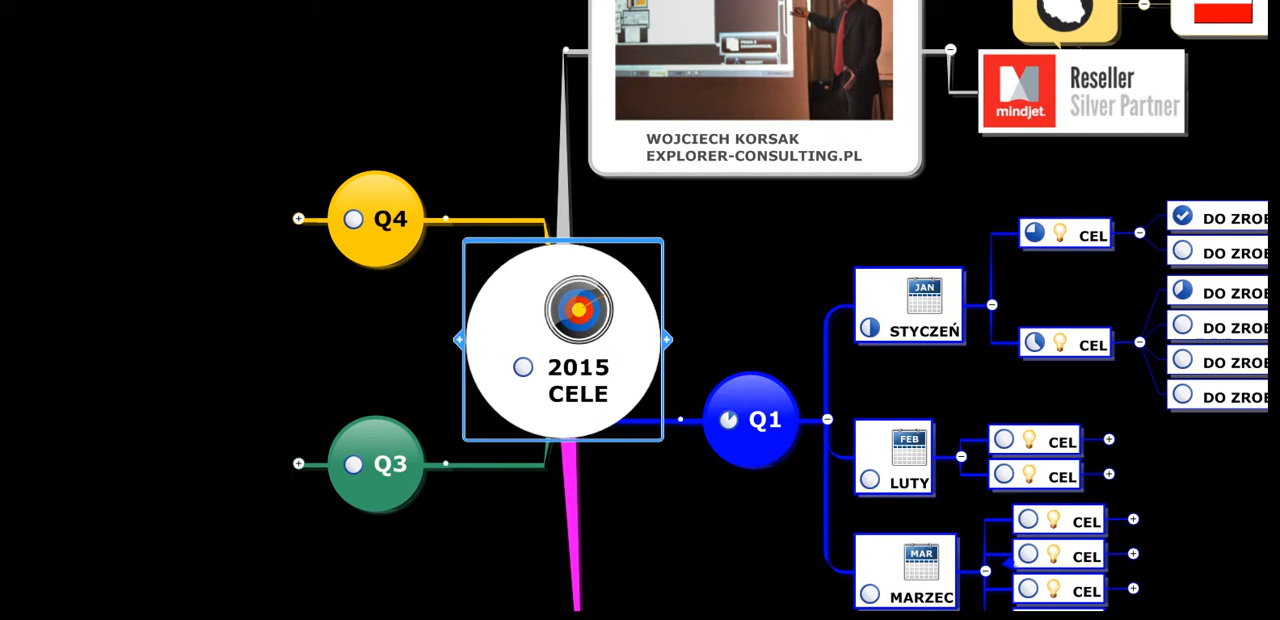 WOJCIECH KORSAK
EXPLORER-CONSULTING.PL
mindjet
Reseller
Silver Partner
Q4
2015
CELE
Q3
Q1
JAN
STYCZEŃ
CEL
DO ZROB
DO ZROB
CEL
DO ZROB
DO ZROB
DO ZROB
DO ZROB
FEB
LUTY
CEL
CEL
MAR
MARZEC
CEL
CEL
CEL